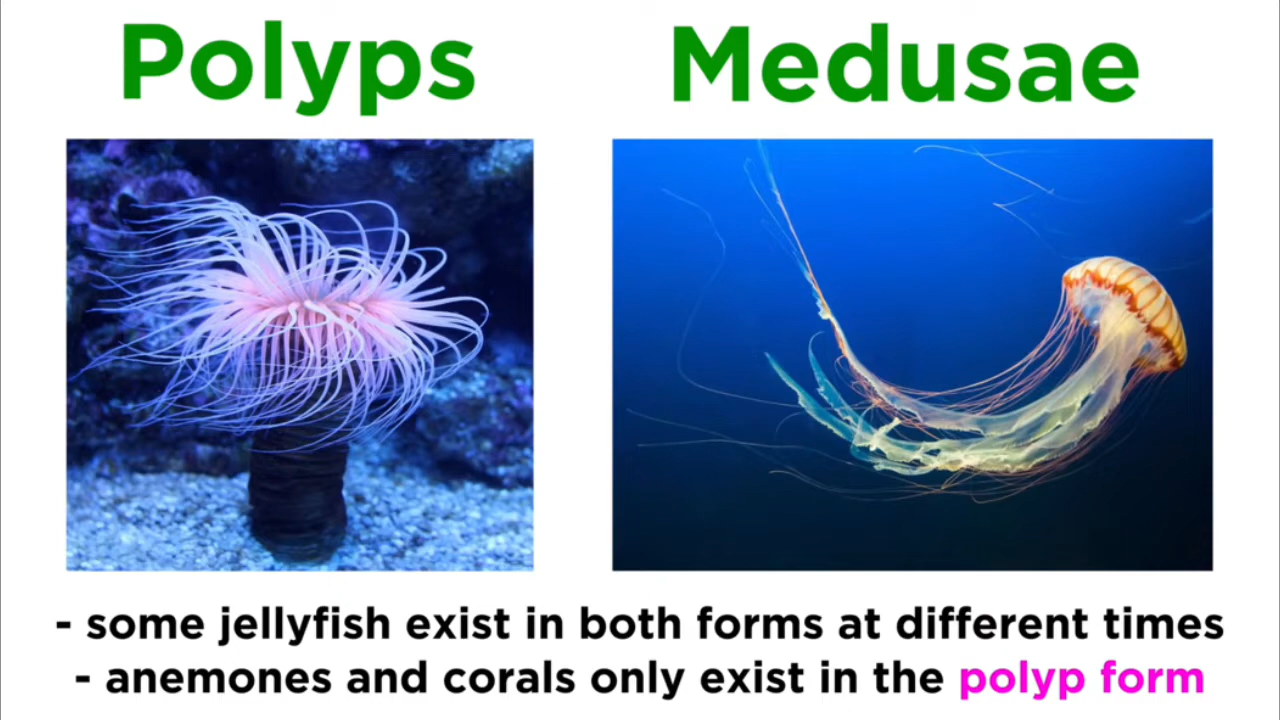 Polyps
Medusae
- some jellyfish exist in both forms at different times
- anemones and corals only exist in the polyp form